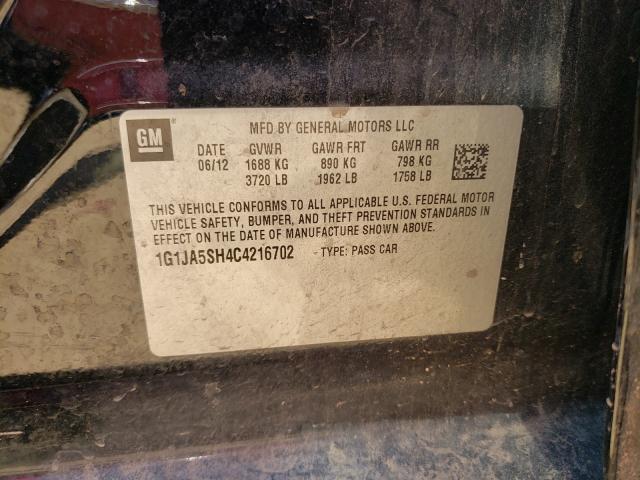 GM
MFD BY GENERAL MOTORS LLC
DATE GVWR GAWR FRT GAWR RR
06/12 1688 KG 890 KG 798 KG
3720 LB 1962 LB 1758 LB
THIS VEHICLE CONFORMS TO ALL APPLICABLE U.S. FEDERAL MOTOR
VEHICLE SAFETY, BUMPER, AND THEFT PREVENTION STANDARDS IN
EFFECT ON THE DATE OF MANUFACTURE SHOWN ABOVE.
1G1JA5SH4C4216702 - TYPE: PASS CAR